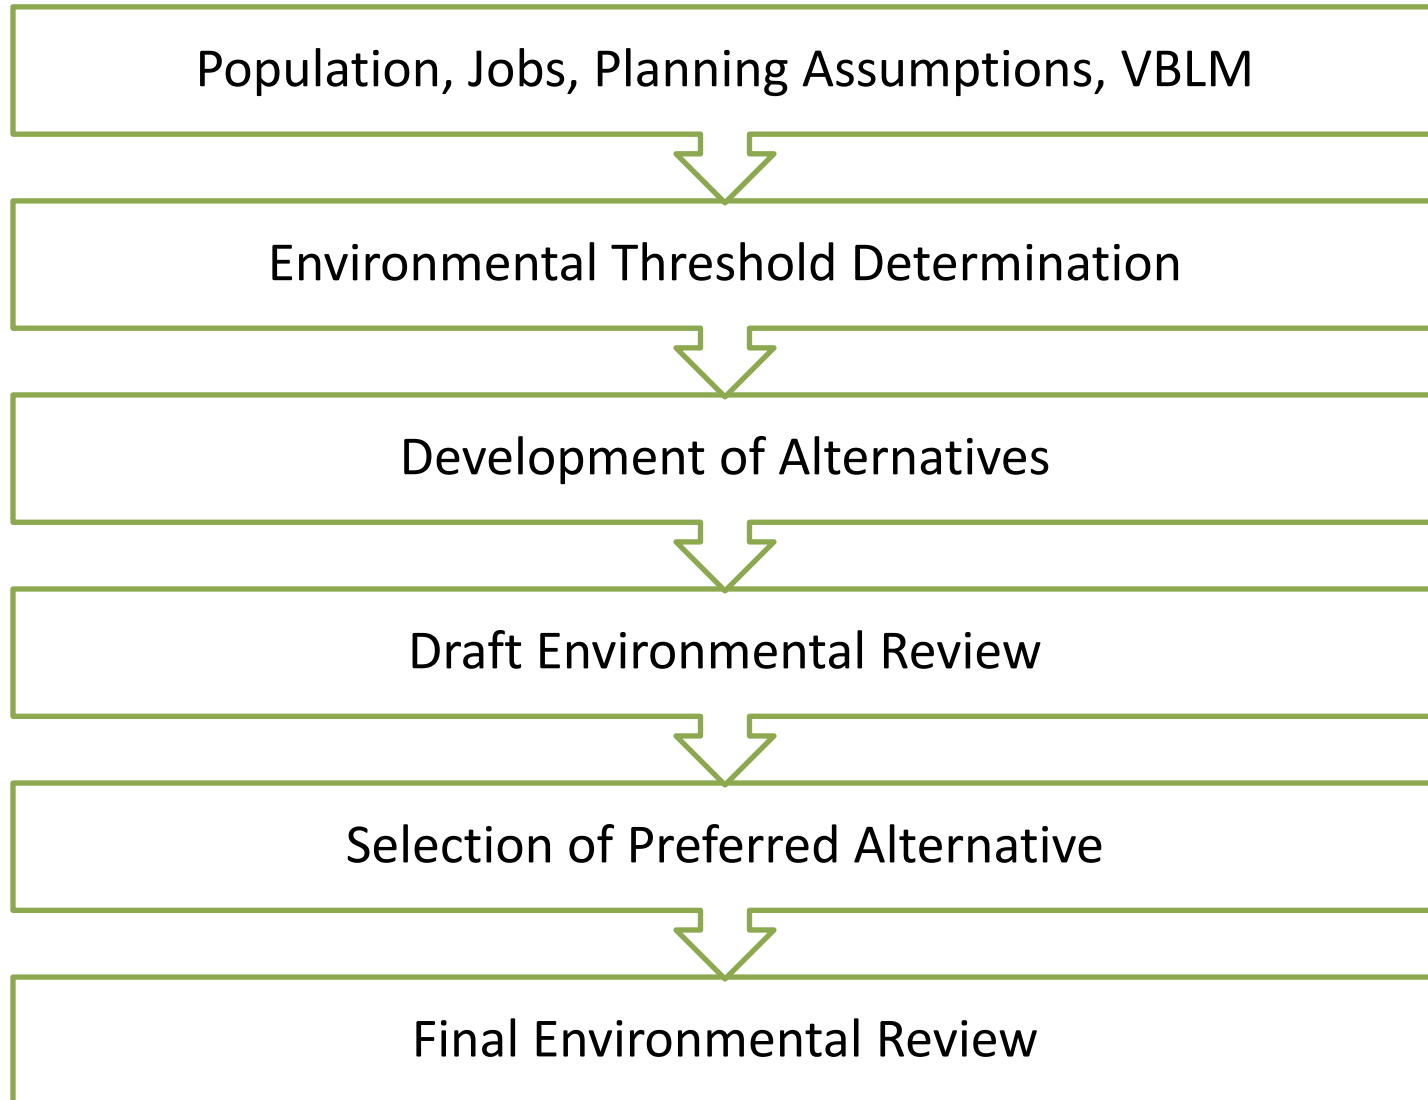 Population, Jobs, Planning Assumptions, VBLM
Environmental Threshold Determination
Development of Alternatives
Draft Environmental Review
Selection of Preferred Alternative
Final Environmental Review